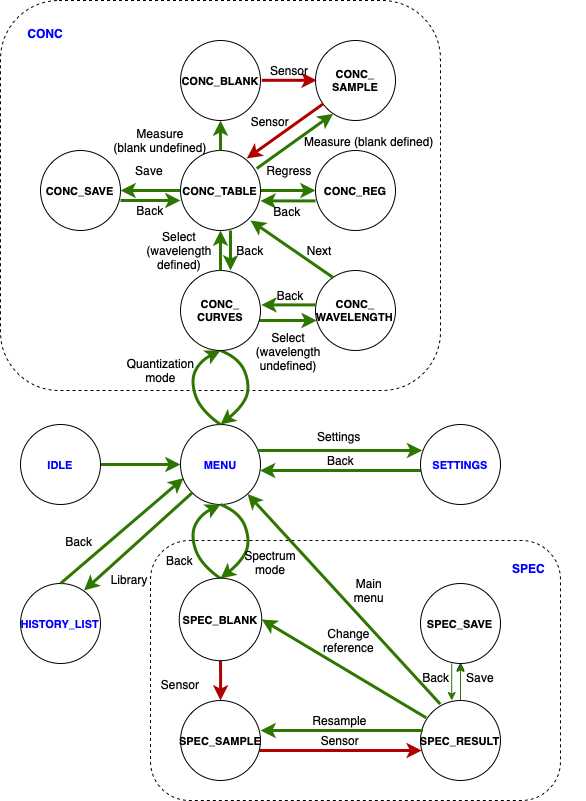 CONC
CONC_BLANK
Sensor
CONC_
SAMPLE
Sensor
Measure
(blank undefined)
Measure (blank defined)
Save
Regress
CONC_SAVE
CONC_TABLE
CONC_REG
Back
Back
Select
(wavelength
defined)
Back
Next
CONC_
CURVES
Back
CONC_
WAVELENGTH
Select
(wavelength
undefined)
Quantization
mode
IDLE
MENU
Settings
Back
SETTINGS
Back
Library
HISTORY_LIST
Back
Spectrum
mode
SPEC
Main
menu
SPEC_BLANK
Change
reference
SPEC_SAVE
Sensor
Back
Save
Resample
SPEC_SAMPLE
Sensor
SPEC_RESULT